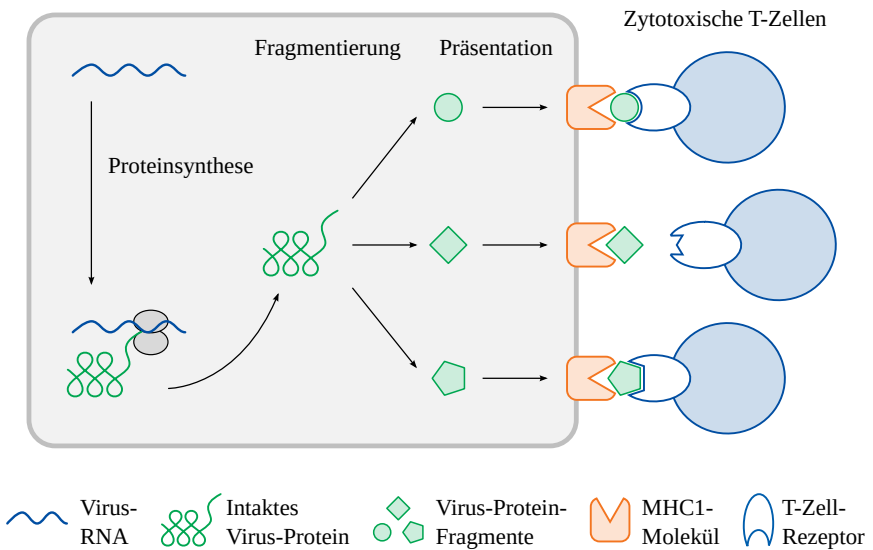 Zytotoxische T-Zellen
Fragmentierung
Präsentation
Proteinsynthese
Virus-
RNA
Intaktes
Virus-Protein
Virus-Protein-
Fragmente
MHC1-
Molekül
T-Zell-
Rezeptor